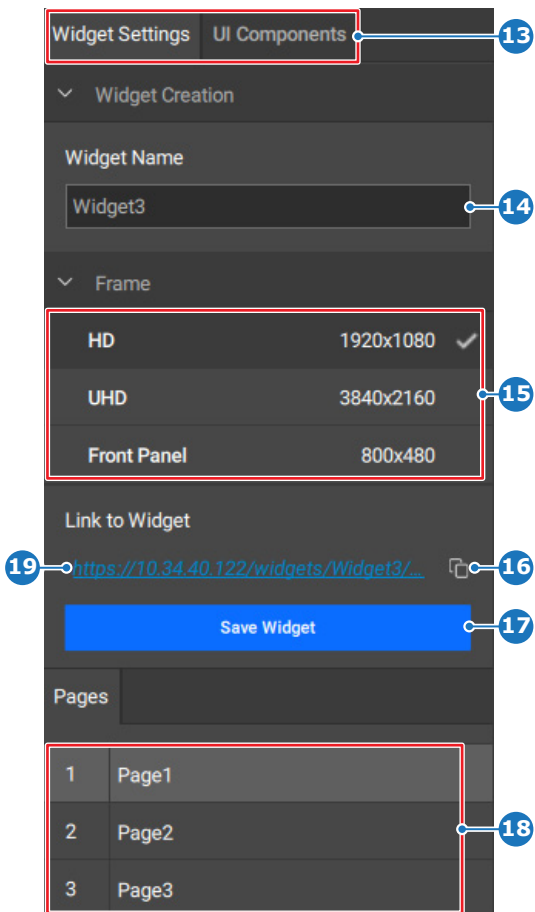 Widget Settings UI Components 13
Widget Creation
Widget Name
Widget3 14
Frame
HD 1920x1080
UHD 3840x2160 15
Front Panel 800x480
Link to Widget
19 https://10.34.40.122/widgets/Widget3/... 16
Save Widget 17
Pages
1 Page1
2 Page2 18
3 Page3